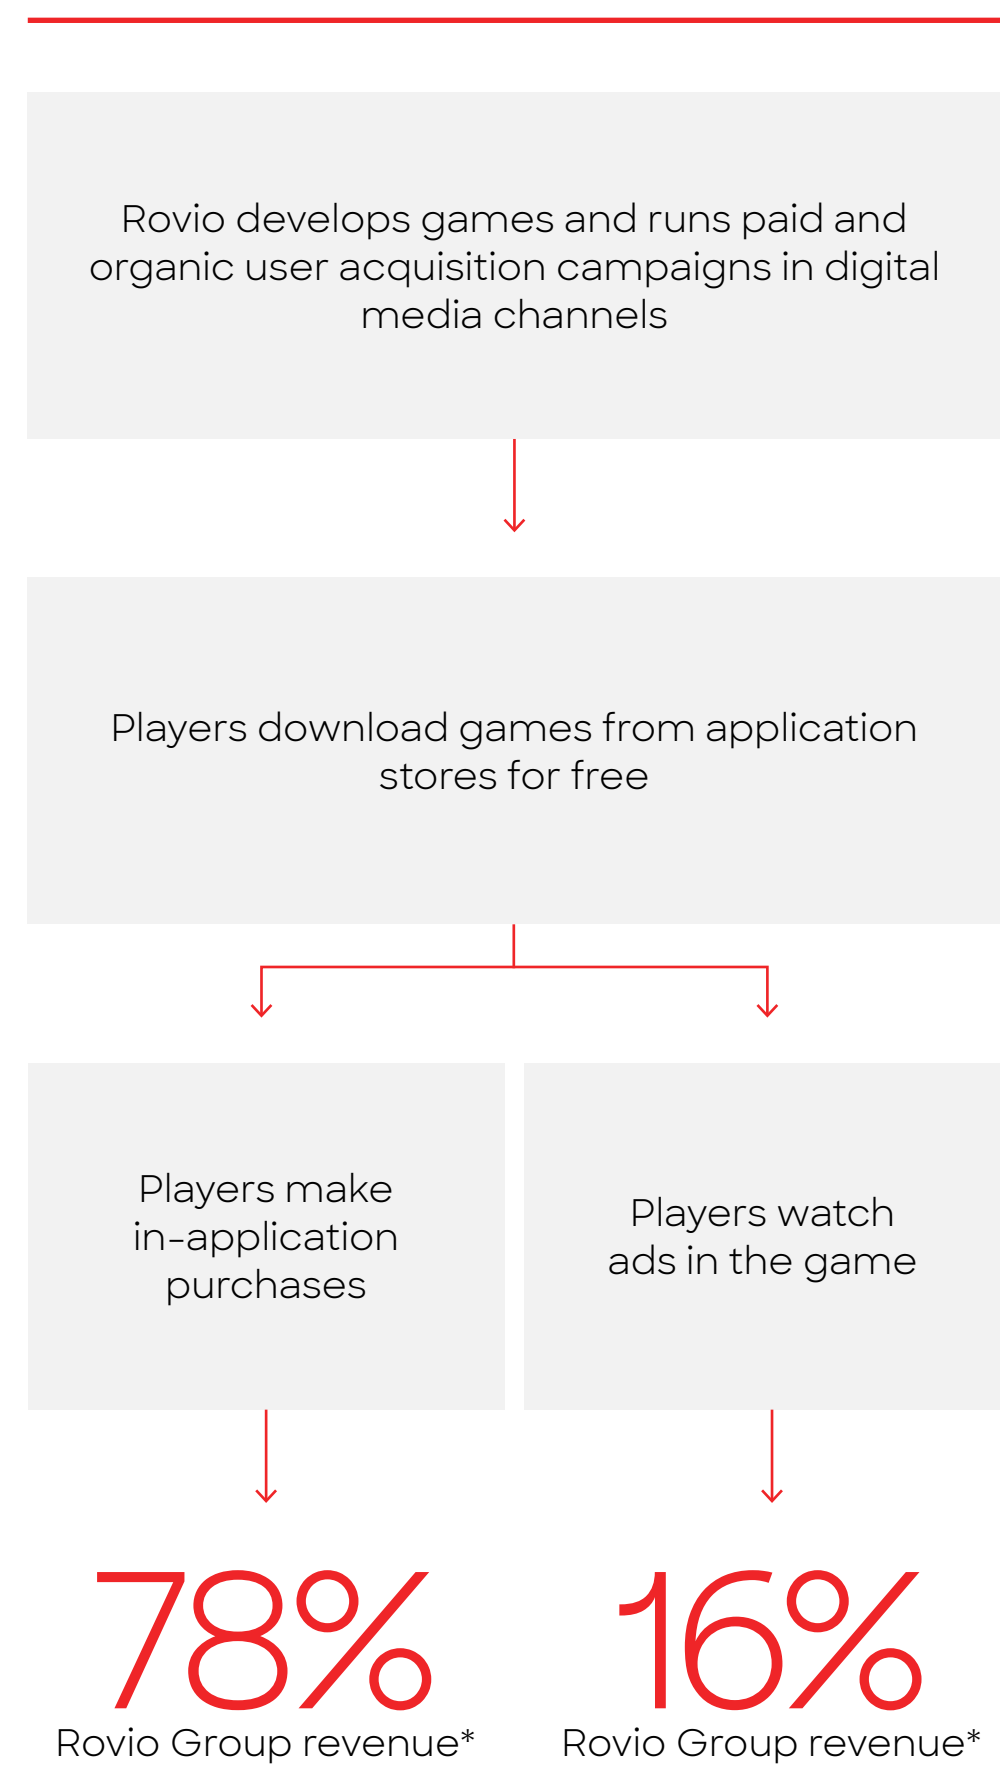 Rovio develops games and runs paid and
organic user acquisition campaigns in digital
media channels
Players download games from application
stores for free
Players make
in-application
purchases
Players watch
ads in the game
78%
Rovio Group revenue*
16%
Rovio Group revenue*